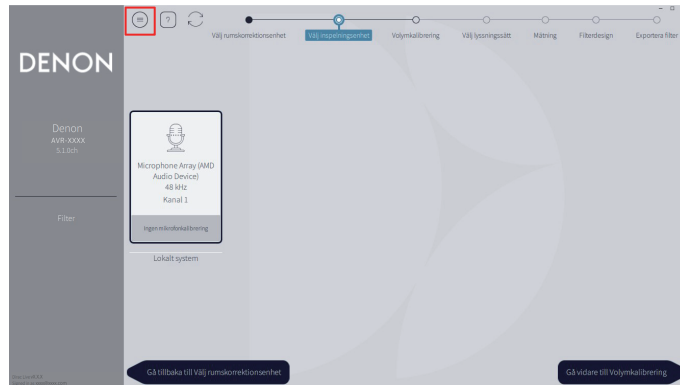 ?
Välj rumskorrektionsenhet
Välj inspelningsenhet
Volymkalibrering
Välj lyssningssätt
Mätning
Filterdesign
Exportera filter
DENON
Denon
AVR-XXXX
5.1.0ch
Filter
Microphone Array (AMD
Audio Device)
48 kHz
Kanal 1
Ingen mikrofonkalibrering
Lokalt system
Gå tillbaka till Välj rumskorrektionsenhet
Gå vidare till Volymkalibrering